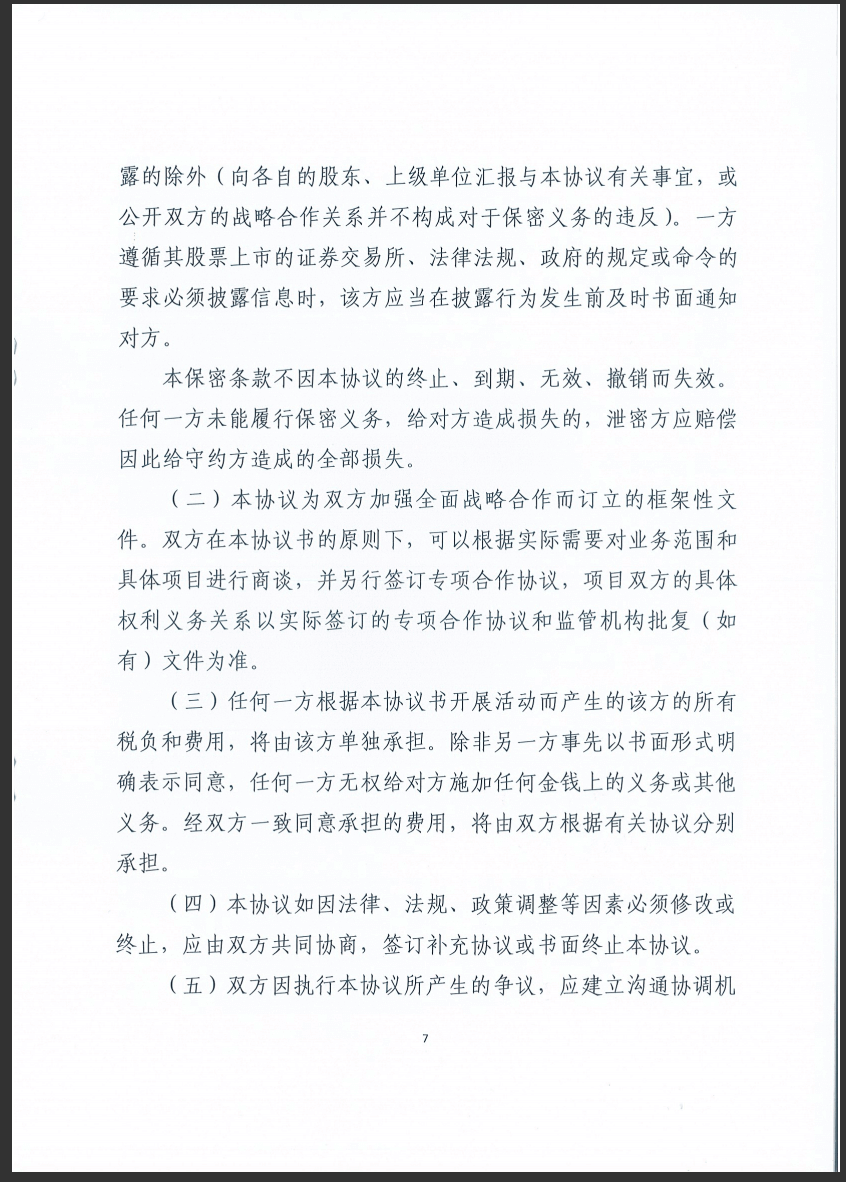 露的除外（向各自的股东、上级单位汇报与本协议有关事宜，或
公开双方的战略合作关系并不构成对于保密义务的违反）。一方
遵循其股票上市的证券交易所、法律法规、政府的规定或命令的
要求必须披露信息时，该方应当在披露行为发生前及时书面通知
对方。
本保密条款不因本协议的终止、到期、无效、撤销而失效。
任何一方未能履行保密义务，给对方造成损失的，泄密方应赔偿
因此给守约方造成的全部损失。
（二）本协议为双方加强全面战略合作而订立的框架性文
件。双方在本协议书的原则下，可以根据实际需要对业务范围和
具体项目进行商谈，并另行签订专项合作协议，项目双方的具体
权利义务关系以实际签订的专项合作协议和监管机构批复（如
有）文件为准。
（三）任何一方根据本协议书开展活动而产生的该方的所有
税负和费用，将由该方单独承担。除非另一方事先以书面形式明
确表示同意，任何一方无权给对方施加任何金钱上的义务或其他
义务。经双方一致同意承担的费用，将由双方根据有关协议分别
承担。
（四）本协议如因法律、法规、政策调整等因素必须修改或
终止，应由双方共同协商，签订补充协议或书面终止本协议。
（五）双方因执行本协议所产生的争议，应建立沟通协调机
7